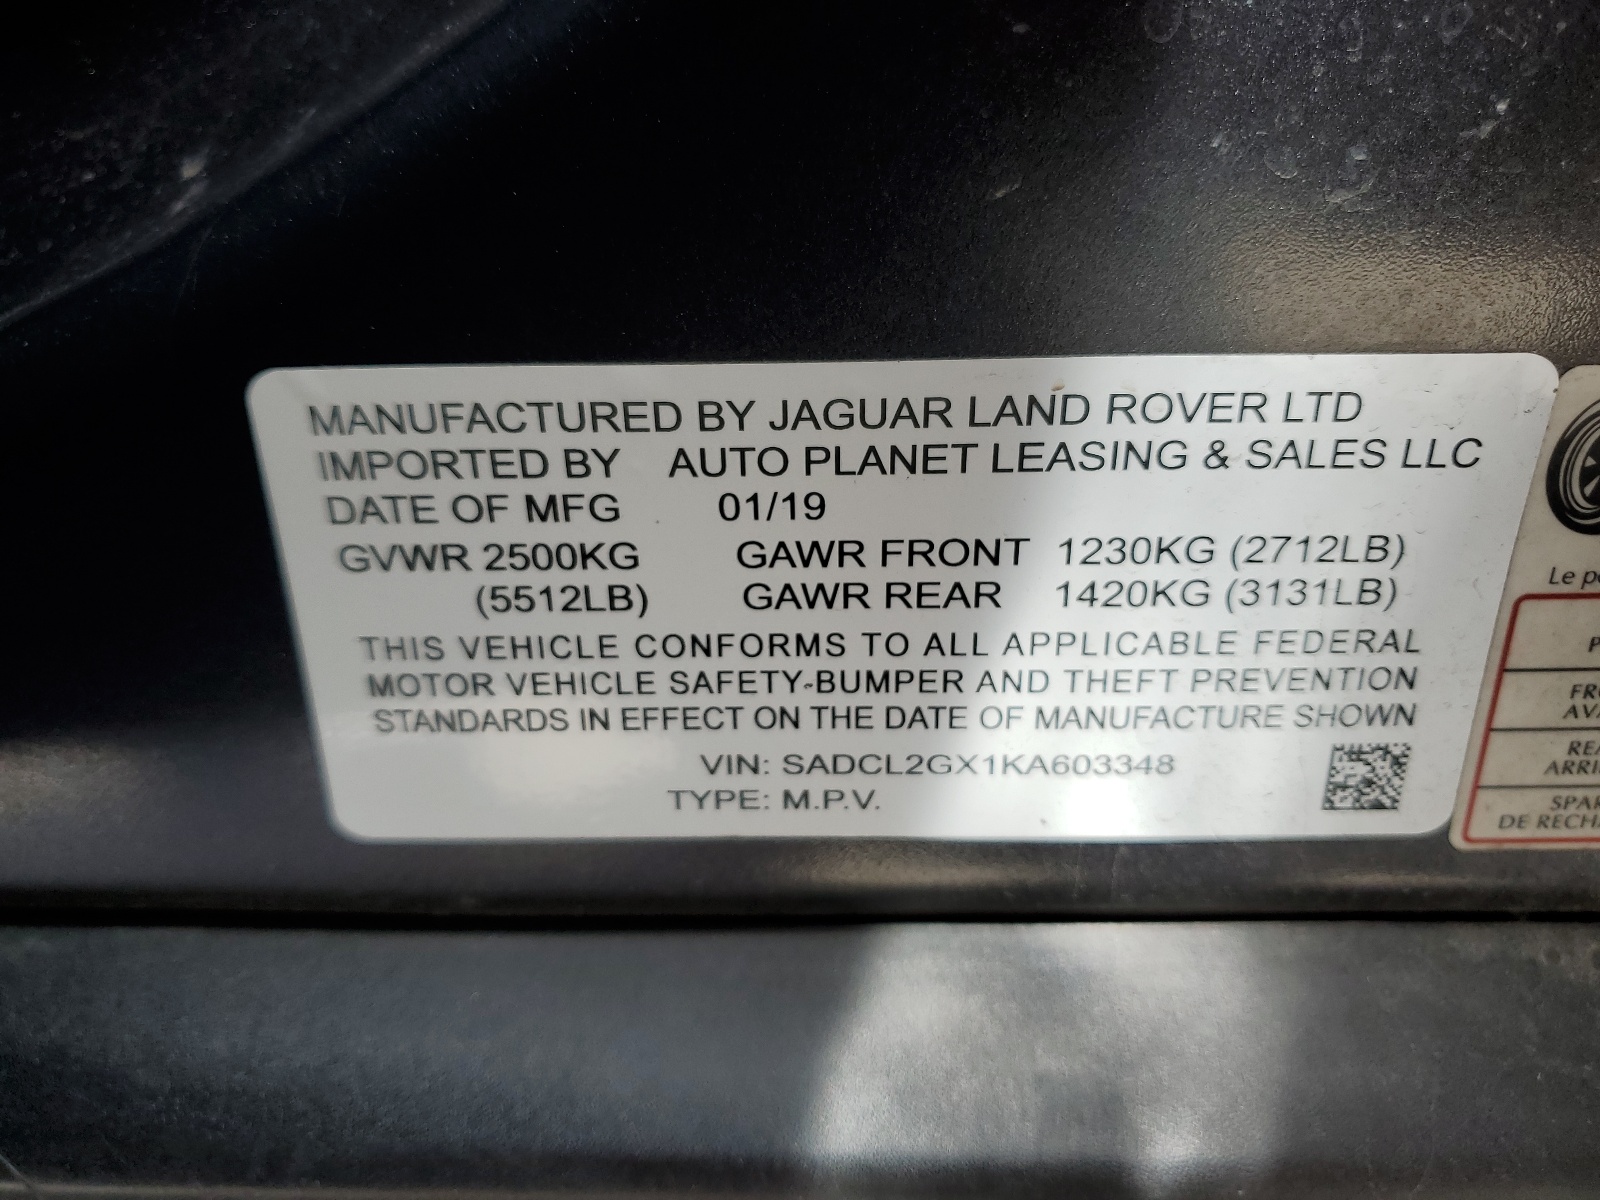 MANUFACTURED BY JAGUAR LAND ROVER LTD
IMPORTED BY AUTO PLANET LEASING & SALES LLC
DATE OF MFG 01/19
GVWR 2500KG GAWR FRONT 1230KG (2712LB)
(5512LB) GAWR REAR 1420KG (3131LB)
THIS VEHICLE CONFORMS TO ALL APPLICABLE FEDERAL
MOTOR VEHICLE SAFETY-BUMPER AND THEFT PREVENTION
STANDARDS IN EFFECT ON THE DATE OF MANUFACTURE SHOWN
VIN: SADCL2GX1KA603348
TYPE: M.P.V.
Le
DE